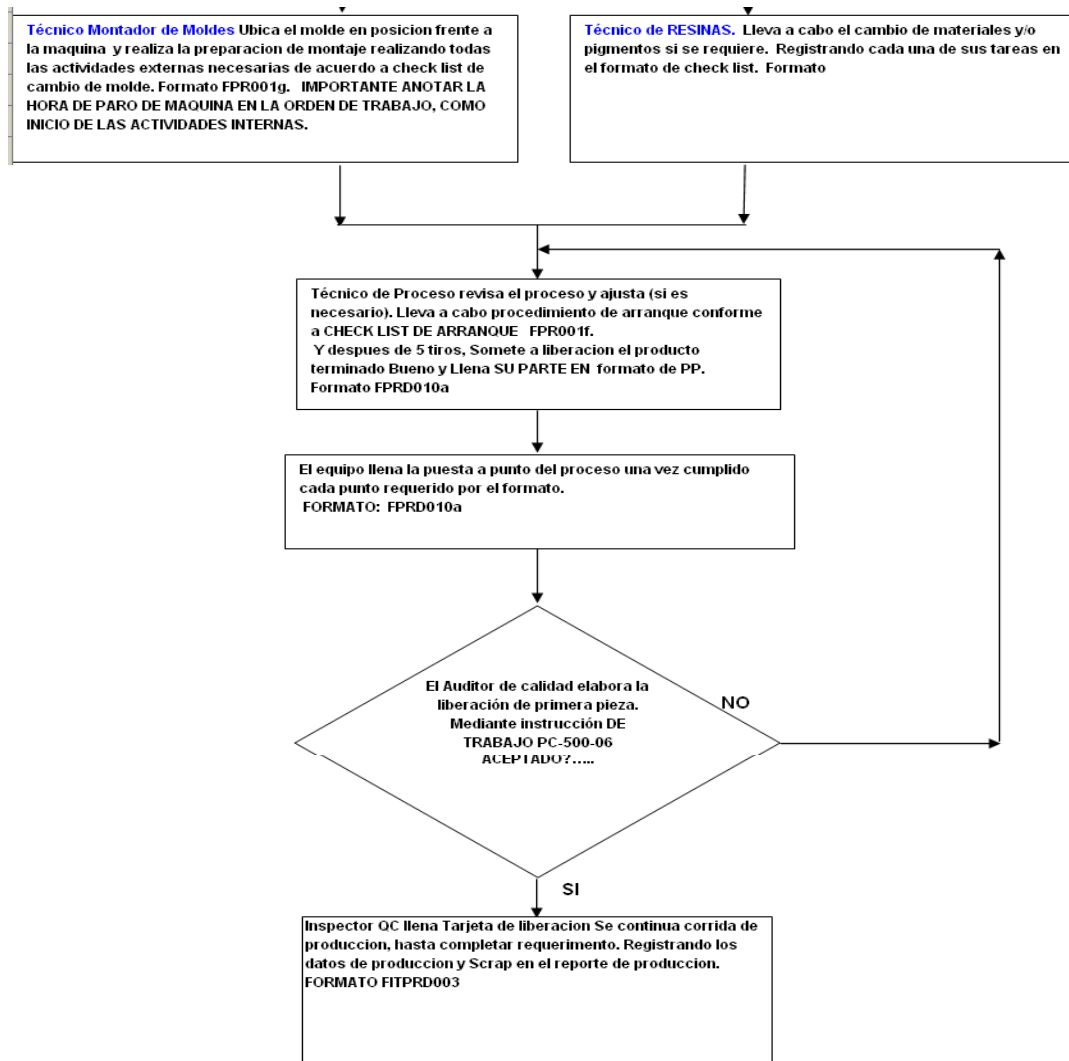 Técnico Montador de Moldes Ubica el molde en posicion frente a
la maquina y realiza la preparacion de montaje realizando todas
las actividades externas necesarias de acuerdo a check list de
cambio de molde. Formato FPR001g. IMPORTANTE ANOTAR LA
HORA DE PARO DE MAQUINA EN LA ORDEN DE TRABAJO, COMO
INICIO DE LAS ACTIVIDADES INTERNAS.
Técnico de RESINAS. Lleva a cabo el cambio de materiales y/o
pigmentos si se requiere. Registrando cada una de sus tareas en
el formato de check list. Formato
Técnico de Proceso revisa el proceso y ajusta (si es
necesario). Lleva a cabo procedimiento de arranque conforme
a CHECK LIST DE ARRANQUE FPR001f.
Y despues de 5 tiros, Somete a liberacion el producto
terminado Bueno y Llena SU PARTE EN formato de PP.
Formato FPRD010a
El equipo llena la puesta a punto del proceso una vez cumplido
cada punto requerido por el formato.
FORMATO: FPRD010a
El Auditor de calidad elabora la
liberación de primera pieza.
Mediante instrucción DE
TRABAJO PC-500-06
ACEPTADO?.....
NO
SI
Inspector QC llena Tarjeta de liberacion Se continua corrida de
produccion, hasta completar requerimento. Registrando los
datos de produccion y Scrap en el reporte de produccion.
FORMATO FITPRD003